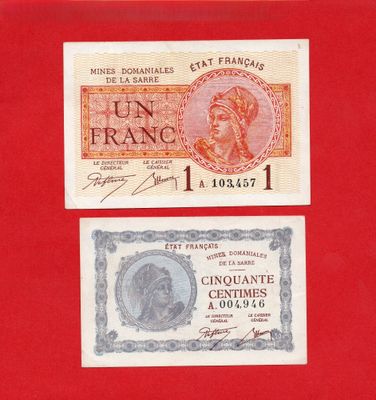 ÉTAT FRANÇAIS
MINES DOMANIALES
DE LA SARRE
UN
FRANC
LE DIRECTEUR
GÉNÉRAL
LE CAISSIER
GÉNÉRAL
1 A. 103,457 1
ÉTAT FRANÇAIS
MINES DOMANIALES
DE LA SARRE
CINQUANTE
CENTIMES
A. 004,946
LE DIRECTEUR
GÉNÉRAL
LE CAISSIER
GÉNÉRAL